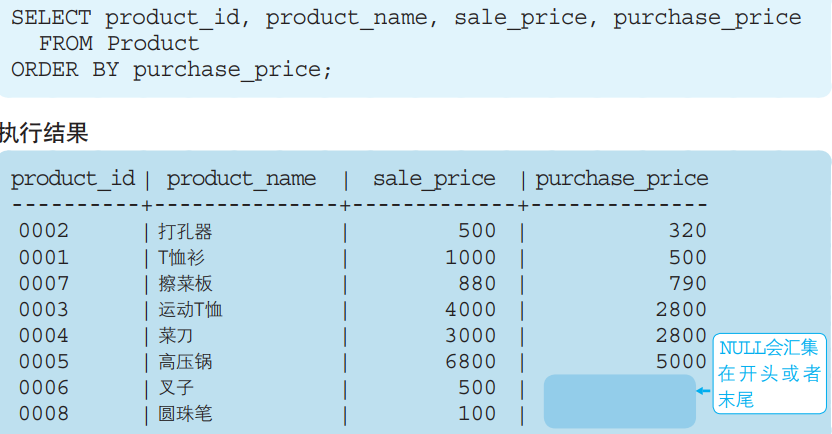 SELECT product_id, product_name, sale_price, purchase_price
FROM Product
ORDER BY purchase_price;
执行结果
product_id | product_name | sale_price | purchase_price
----------+--------------+------------+--------------
0002 | 打孔器 | 500 | 320
0001 | T恤衫 | 1000 | 500
0007 | 擦菜板 | 880 | 790
0003 | 运动T恤 | 4000 | 2800
0004 | 菜刀 | 3000 | 2800
0005 | 高压锅 | 6800 | 5000
0006 | 叉子 | 500 |
0008 | 圆珠笔 | 100 |
NULL会汇集
在开头或者
末尾